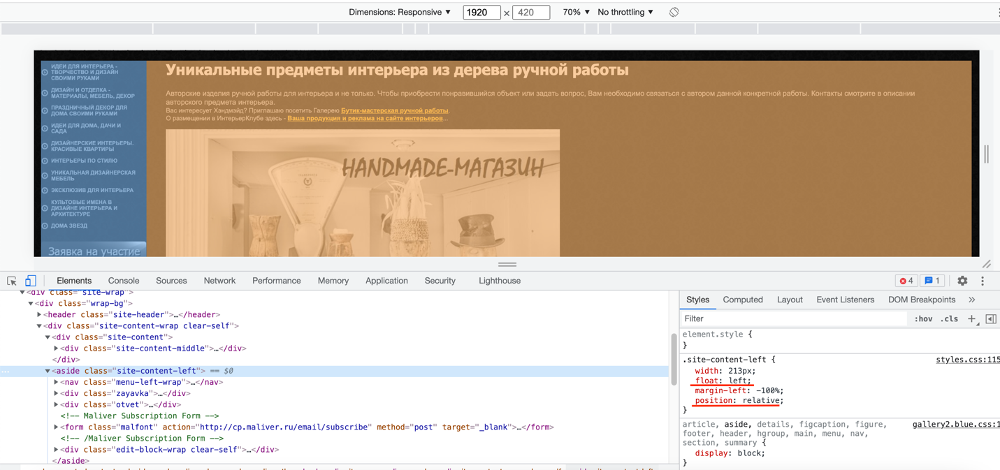 Dimensions: Responsive ▼ 1920 × 420 70% ▼ No throttling ▼
ИДЕИ ДЛЯ ИНТЕРЬЕРА -
ТВОРЧЕСТВО И ДИЗАЙН
СВОИМИ РУКАМИ
ДИЗАЙН И ОТДЕЛКА -
МАТЕРИАЛЫ, МЕБЕЛЬ, ДЕКОР
ПРАЗДНИЧНЫЙ ДЕКОР ДЛЯ
ДОМА СВОИМИ РУКАМИ
ИДЕИ ДЛЯ ДОМА, ДАЧИ И
САДА
ДИЗАЙНЕРСКИЕ ИНТЕРЬЕРЫ.
КРАСИВЫЕ КВАРТИРЫ
ИНТЕРЬЕРЫ ПО СТИЛЮ
УНИКАЛЬНАЯ ДИЗАЙНЕРСКАЯ
МЕБЕЛЬ
ЭКСКЛЮЗИВ ДЛЯ ИНТЕРЬЕРА
КУЛЬТОВЫЕ ИМЕНА В
ДИЗАЙНЕ ИНТЕРЬЕРА И
АРХИТЕКТУРЕ
ДОМА ЗВЕЗД
Заявка на участие
Уникальные предметы интерьера из дерева ручной работы
Авторские изделия ручной работы для интерьера и не только. Чтобы приобрести понравившийся объект или задать вопрос, Вам необходимо связаться с автором данной конкретной работы. Контакты смотрите в описании
авторского предмета интерьера.
Вас интересует Хэндмэйд? Приглашаю посетить Галерею Бутик-мастерская ручной работы.
О размещении в ИнтерьерКлубе здесь - Ваша продукция и реклама на сайте интерьеров...
HANDMADE-МАГАЗИН
Elements Console Sources Network Performance Memory Application Security Lighthouse 4 1
▼<div class="site-wrap">
▼<div class="wrap-bg">
▶<header class="site-header">…</header>
▼<div class="site-content-wrap clear-self">
▼<div class="site-content">
▶<div class="site-content-middle">…</div>
</div>
… ▼<aside class="site-content-left"> == $0
▶<nav class="menu-left-wrap">…</nav>
▶<div class="zayavka">…</div>
▶<div class="otvet">…</div>
<!-- Maliver Subscription Form -->
▶<form class="malfont" action="http://cp.maliver.ru/email/subscribe" method="post" target="_blank">…</form>
<!-- /Maliver Subscription Form -->
▶<div class="edit-block-wrap clear-self">…</div>
</aside>
Styles Computed Layout Event Listeners DOM Breakpoints »
Filter :hov .cls +
element.style {
}
.site-content-left { styles.css:115
width: 213px;
float: left;
margin-left: -100%;
position: relative;
}
article, aside, details, figcaption, figure, gallery2.blue.css:1
footer, header, hgroup, main, menu, nav,
section, summary {
display: block;
}